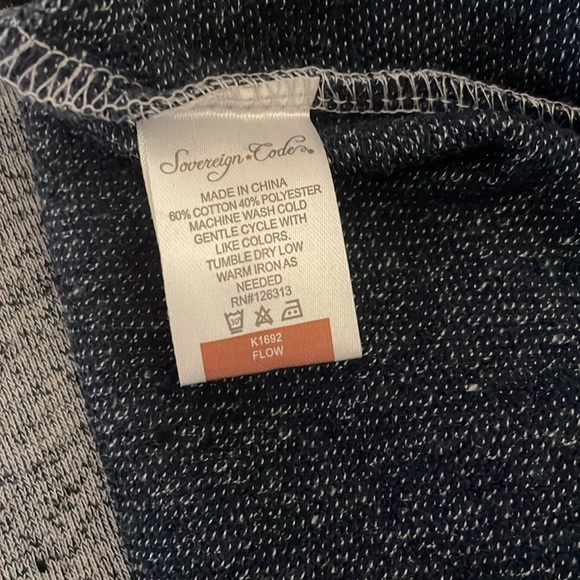 Sovereign Code
MADE IN CHINA
60% COTTON 40% POLYESTER
MACHINE WASH COLD
GENTLE CYCLE WITH
LIKE COLORS.
TUMBLE DRY LOW
WARM IRON AS
NEEDED
RN#126313
30°
K1692
FLOW